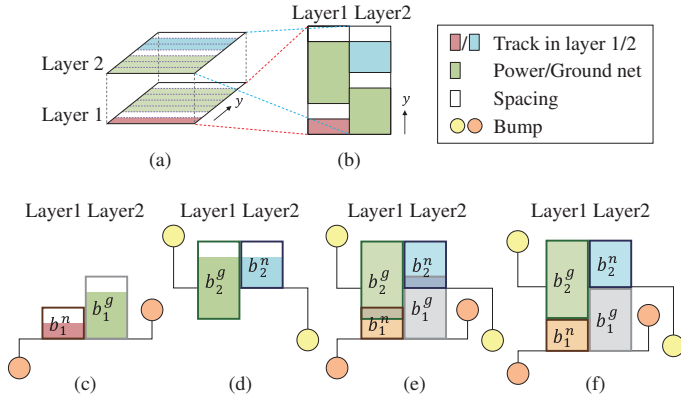 Layer1 Layer2
Layer 2
Layer 1
y
y
(a)
(b)
/ Track in layer 1/2
Power/Ground net
Spacing
Bump
Layer1 Layer2
Layer1 Layer2
Layer1 Layer2
Layer1 Layer2
b₁ⁿ
b₁ᵍ
b₂ᵍ
b₂ⁿ
b₂ᵍ
b₂ⁿ
b₁ⁿ
b₁ᵍ
b₂ᵍ
b₂ⁿ
b₁ⁿ
b₁ᵍ
(c)
(d)
(e)
(f)